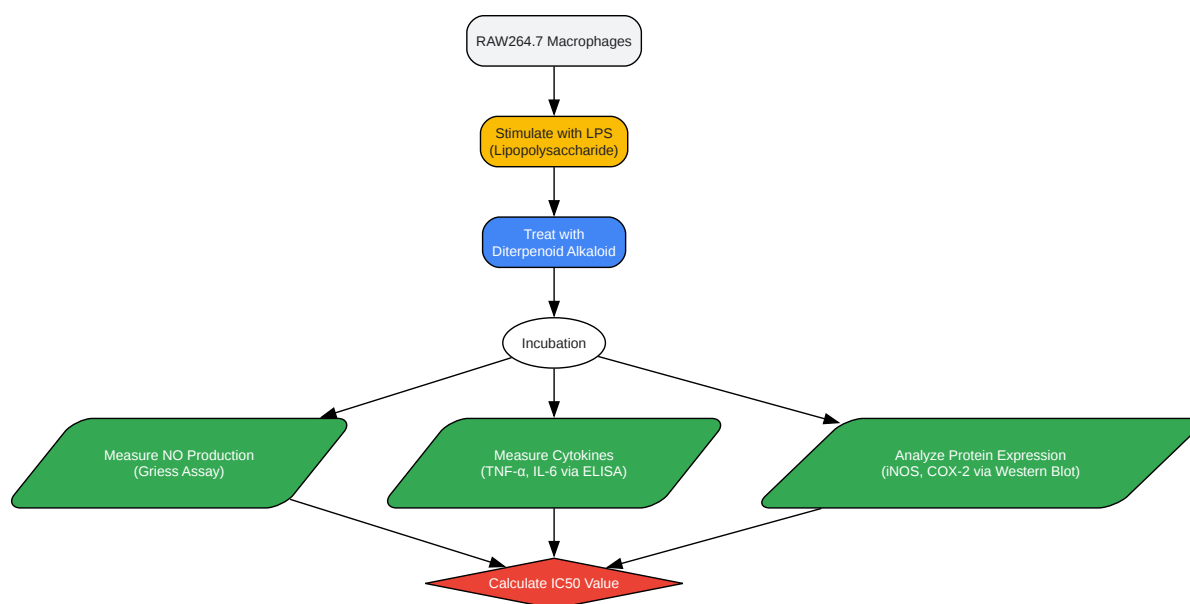 RAW264.7 Macrophages
Stimulate with LPS
(Lipopolysaccharide)
Treat with
Diterpenoid Alkaloid
Incubation
Measure NO Production
(Griess Assay)
Measure Cytokines
(TNF-α, IL-6 via ELISA)
Analyze Protein Expression
(iNOS, COX-2 via Western Blot)
Calculate IC50 Value